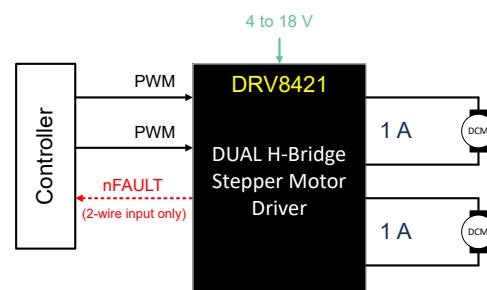 4 to 18 V
Controller
PWM
PWM
nFAULT
(2-wire input only)
DRV8421
DUAL H-Bridge
Stepper Motor
Driver
1 A
DCM
1 A
DCM